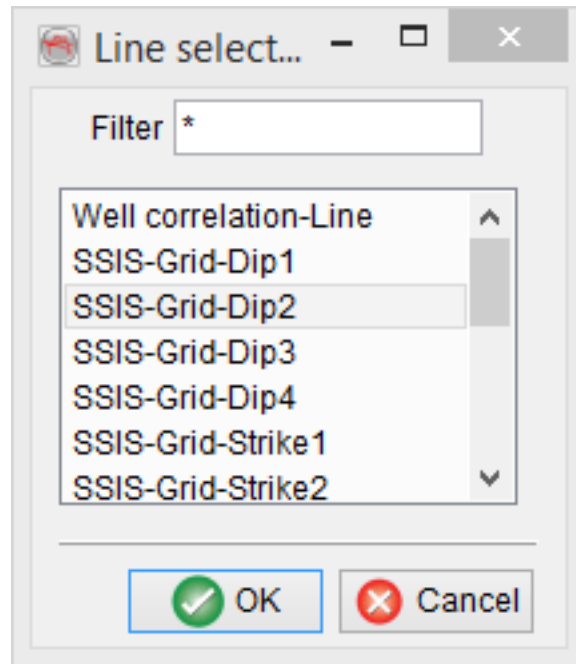 Line select...
Filter *
Well correlation-Line
SSIS-Grid-Dip1
SSIS-Grid-Dip2
SSIS-Grid-Dip3
SSIS-Grid-Dip4
SSIS-Grid-Strike1
SSIS-Grid-Strike2
OK Cancel